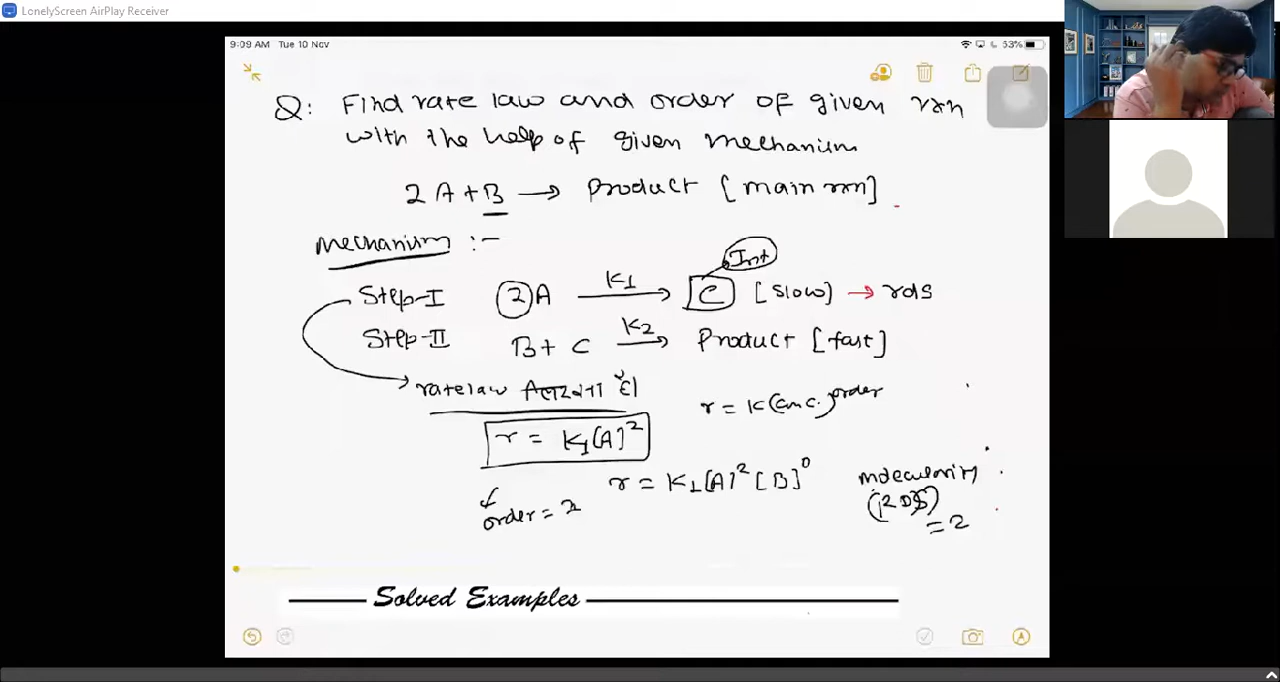 LonelyScreen AirPlay Receiver
9:09 AM Tue 10 Nov
53%
Q: Find rate law and order of given rxn
with the help of given mechanism
2A + B → Product [main rxn]
Mechanism :-
Int
Step-I 2A K1 → C [Slow] → rds
Step-II B + C K2 → Product [fast]
rate law
r = K(Conc.)order
r = K1[A]2
r = K1[A]2 [B]0
molecularity
(RDS)
= 2
order = 2
Solved Examples